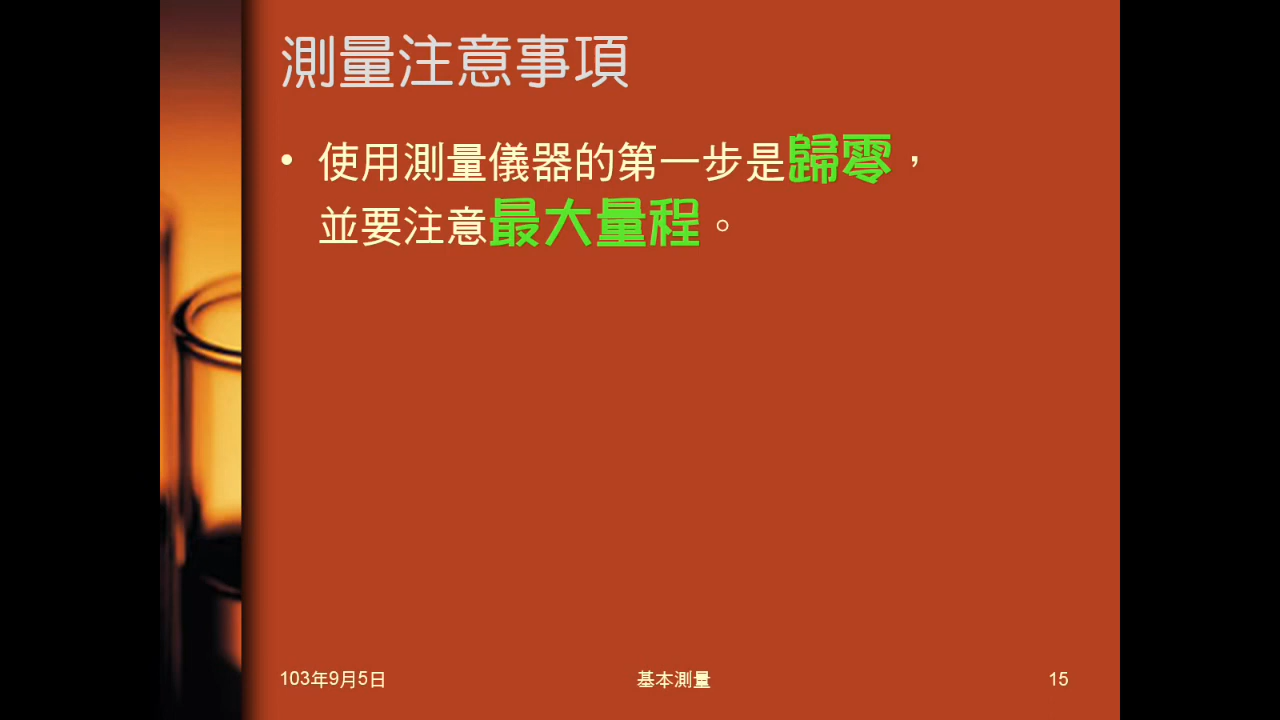 測量注意事項
• 使用測量儀器的第一步是歸零，
並要注意最大量程。
103年9月5日
基本測量
15